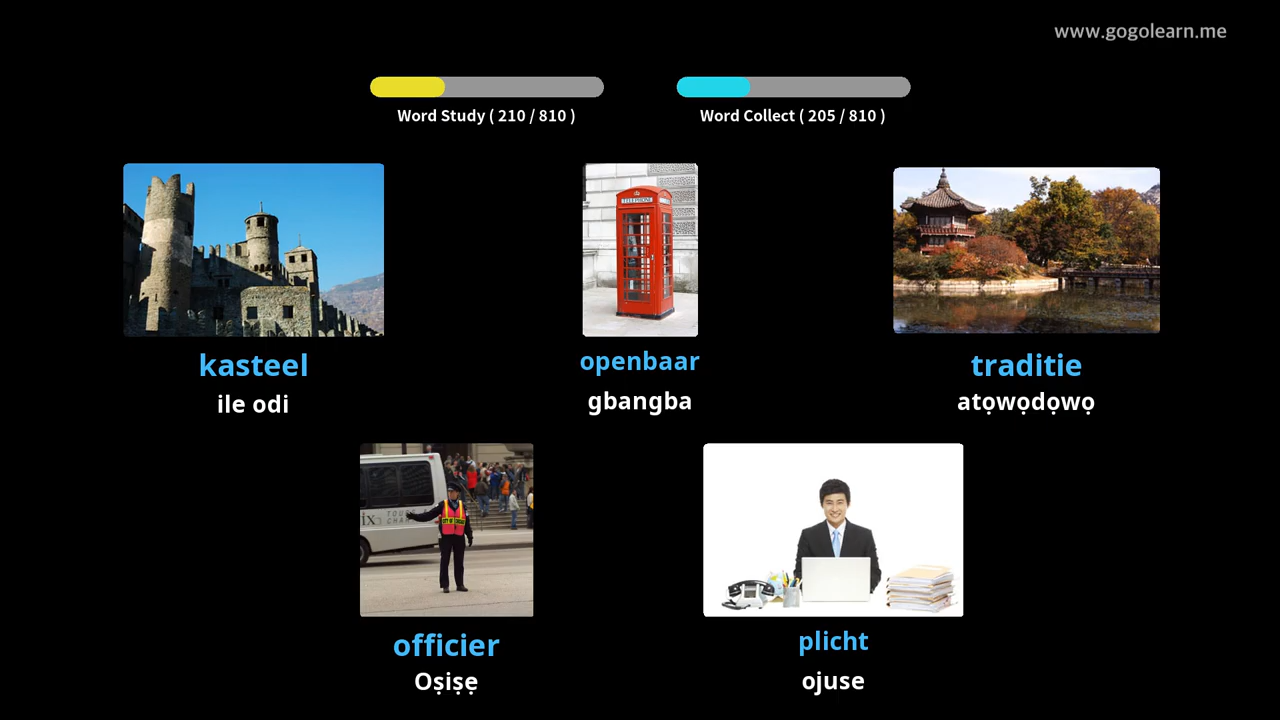 www.gogolearn.me
Word Study ( 210 / 810 )
Word Collect ( 205 / 810 )
TELEPHONE
kasteel
ile odi
openbaar
gbangba
traditie
atọwọdọwọ
officier
Oṣiṣẹ
plicht
ojuse